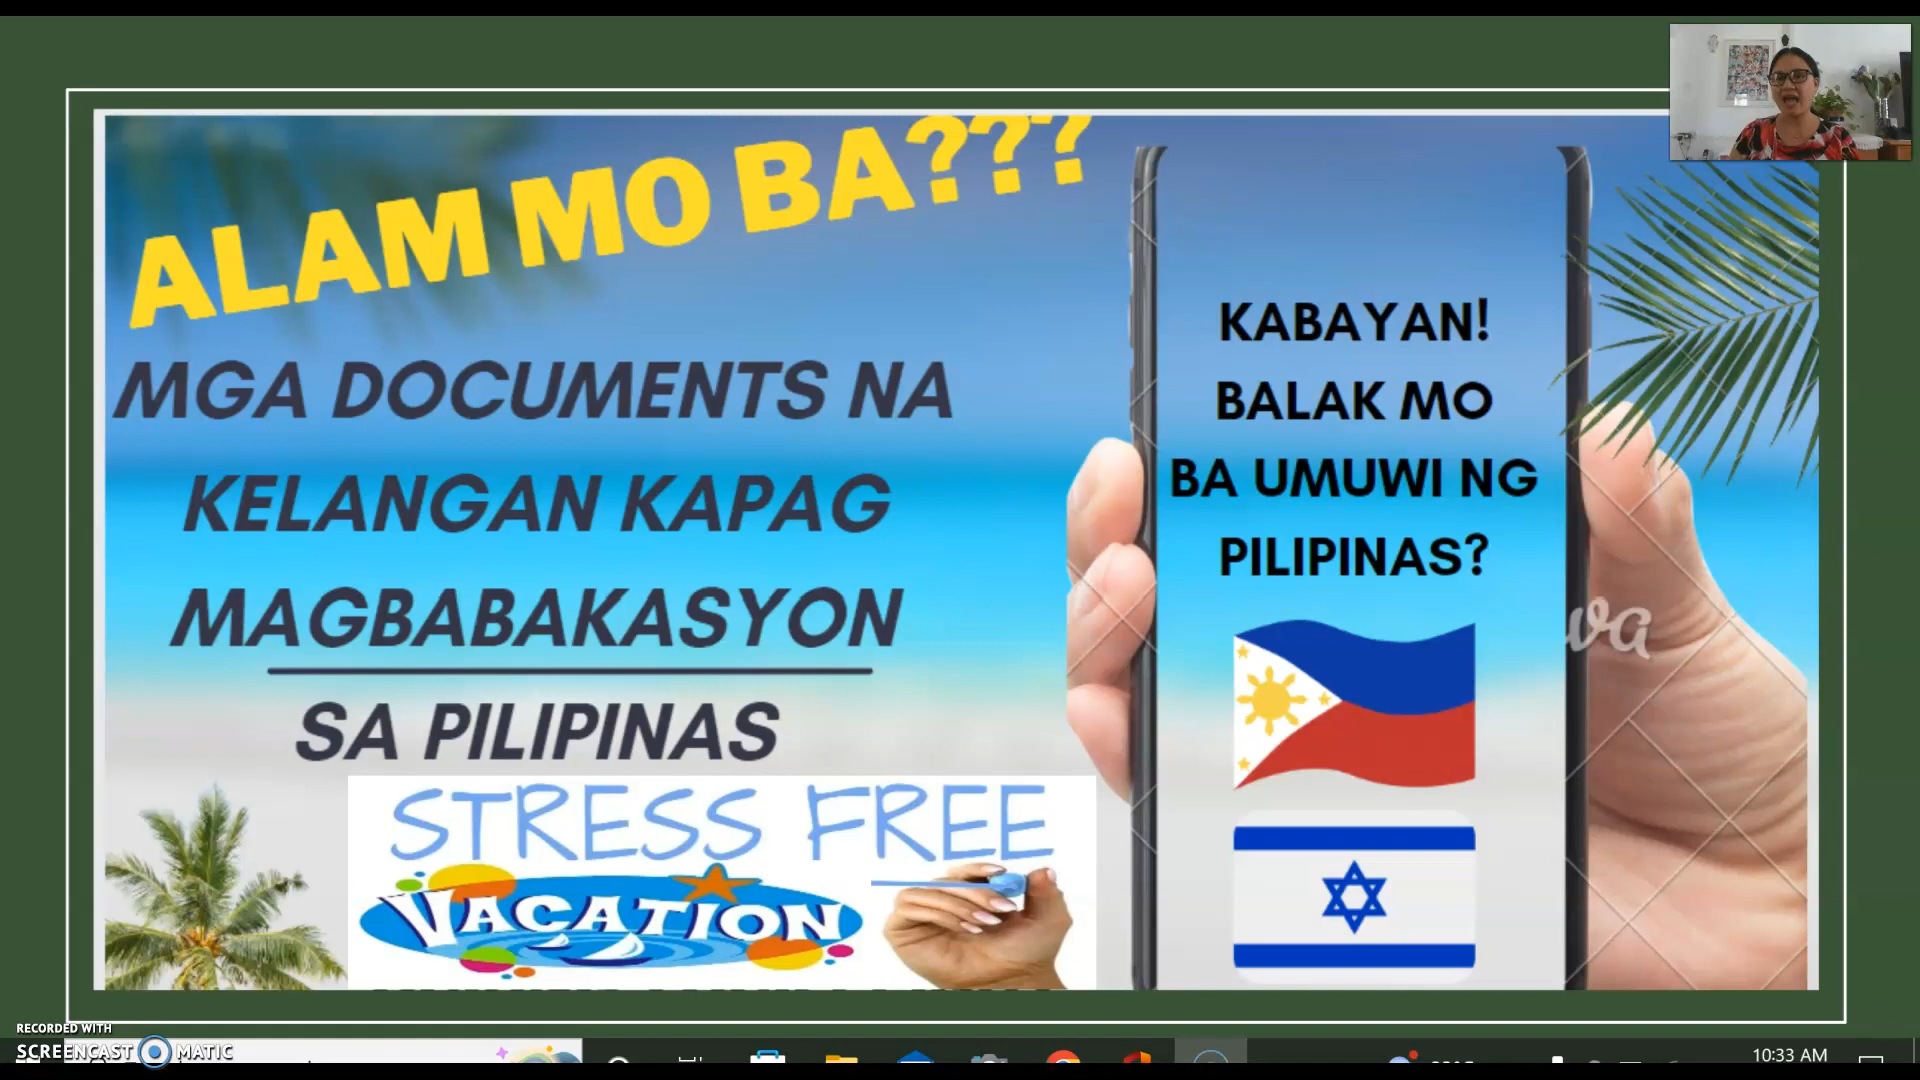 ALAM MO BA???
MGA DOCUMENTS NA
KELANGAN KAPAG
MAGBABAKASYON
SA PILIPINAS
STRESS FREE
VACATION
KABAYAN!
BALAK MO
BA UMUWI NG
PILIPINAS?
va
RECORDED WITH
SCREENCAST MATIC
10:33 AM